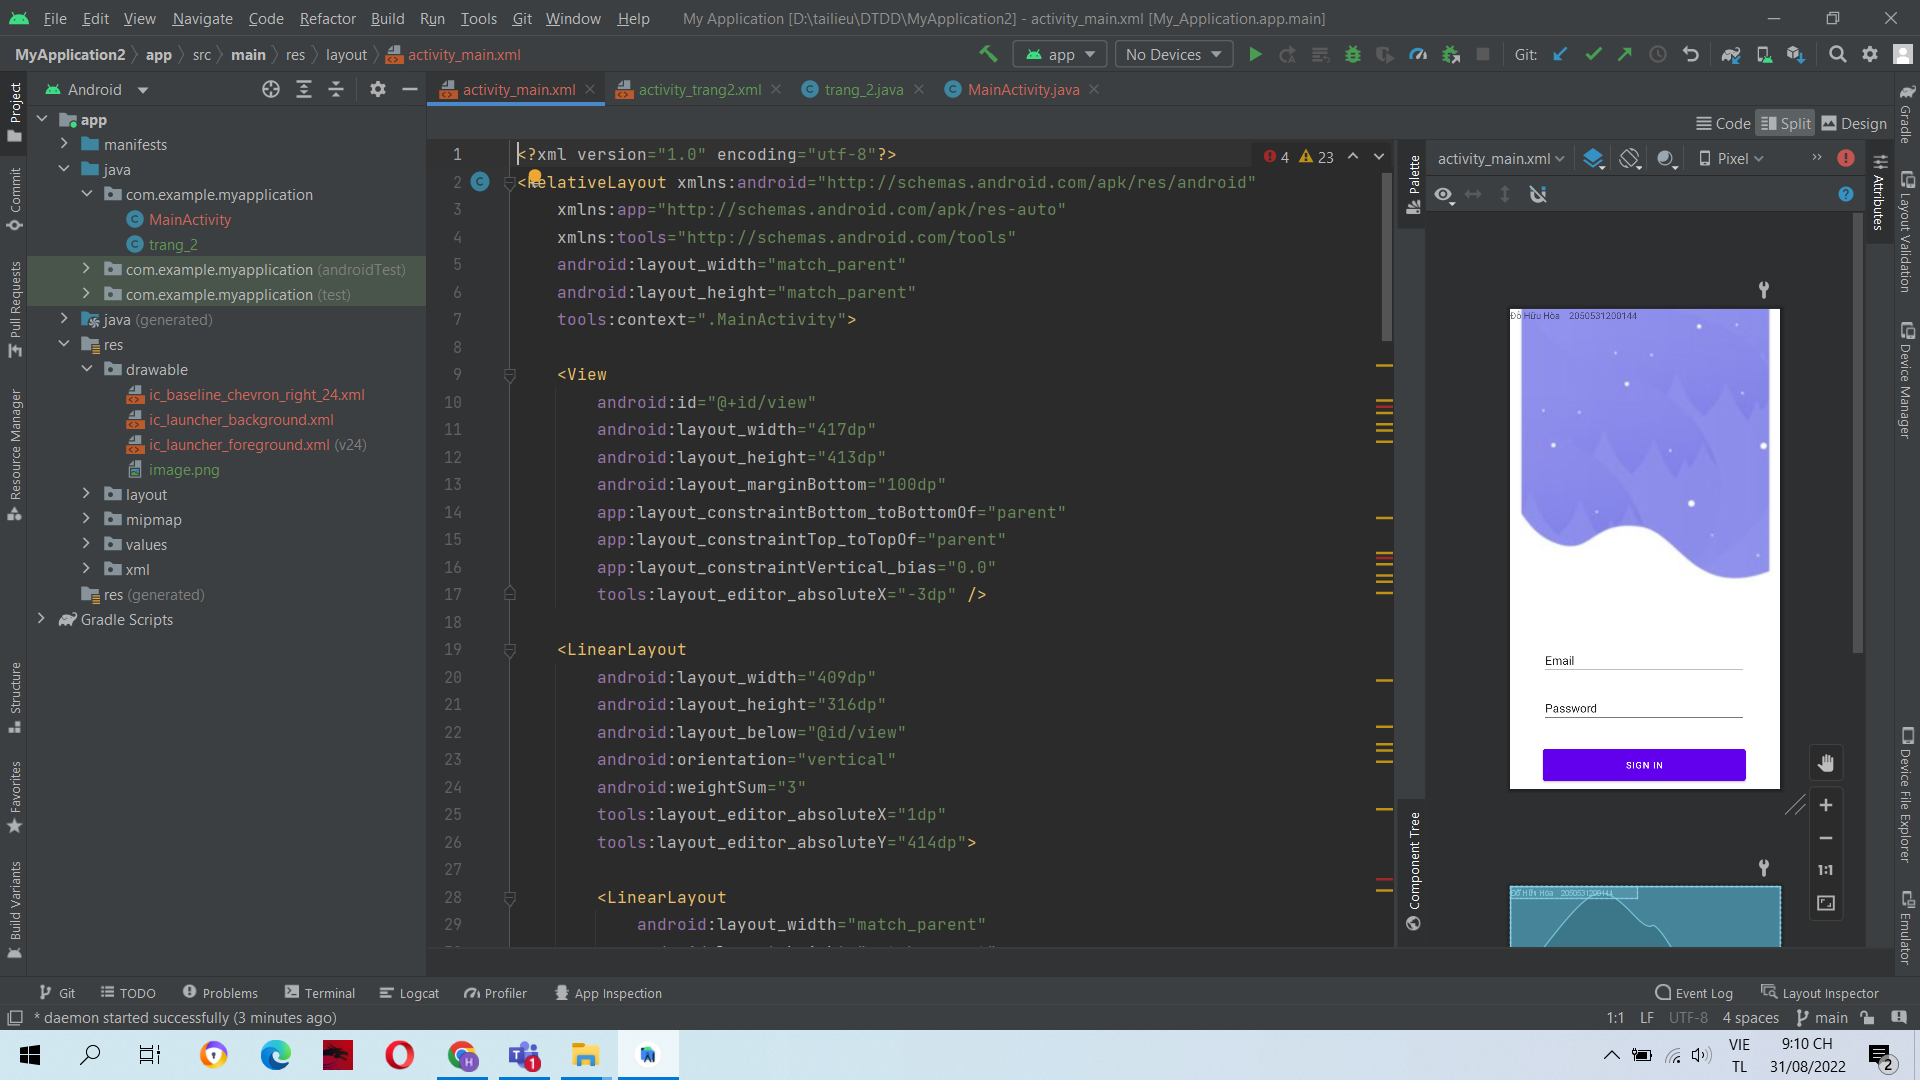 File Edit View Navigate Code Refactor Build Run Tools Git Window Help My Application [D:\tailieu\DTDD\MyApplication2] - activity_main.xml [My_Application.app.main]
MyApplication2 app src main res layout activity_main.xml app No Devices Git:
Android activity_main.xml activity_trang2.xml trang_2.java MainActivity.java
Code Split Design
Project
Commit
Pull Requests
Resource Manager
Structure
Favorites
Build Variants
app
manifests
java
com.example.myapplication
MainActivity
trang_2
com.example.myapplication (androidTest)
com.example.myapplication (test)
java (generated)
res
drawable
ic_baseline_chevron_right_24.xml
ic_launcher_background.xml
ic_launcher_foreground.xml (v24)
image.png
layout
mipmap
values
xml
res (generated)
Gradle Scripts
4 23
1 <?xml version="1.0" encoding="utf-8"?>
2 <RelativeLayout xmlns:android="http://schemas.android.com/apk/res/android"
3 xmlns:app="http://schemas.android.com/apk/res-auto"
4 xmlns:tools="http://schemas.android.com/tools"
5 android:layout_width="match_parent"
6 android:layout_height="match_parent"
7 tools:context=".MainActivity">
8
9 <View
10 android:id="@+id/view"
11 android:layout_width="417dp"
12 android:layout_height="413dp"
13 android:layout_marginBottom="100dp"
14 app:layout_constraintBottom_toBottomOf="parent"
15 app:layout_constraintTop_toTopOf="parent"
16 app:layout_constraintVertical_bias="0.0"
17 tools:layout_editor_absoluteX="-3dp" />
18
19 <LinearLayout
20 android:layout_width="409dp"
21 android:layout_height="316dp"
22 android:layout_below="@id/view"
23 android:orientation="vertical"
24 android:weightSum="3"
25 tools:layout_editor_absoluteX="1dp"
26 tools:layout_editor_absoluteY="414dp">
27
28 <LinearLayout
29 android:layout_width="match_parent"
Palette
Component Tree
activity_main.xml Pixel
Đỗ Hữu Hòa 2050531200144
Email
Password
SIGN IN
1:1
Đỗ Hữu Hòa 2050531200144
Attributes
Gradle
Layout Validation
Device Manager
Device File Explorer
Emulator
Git TODO Problems Terminal Logcat Profiler App Inspection Event Log Layout Inspector
* daemon started successfully (3 minutes ago) 1:1 LF UTF-8 4 spaces main
H 1 VIE 9:10 CH
TL 31/08/2022 2